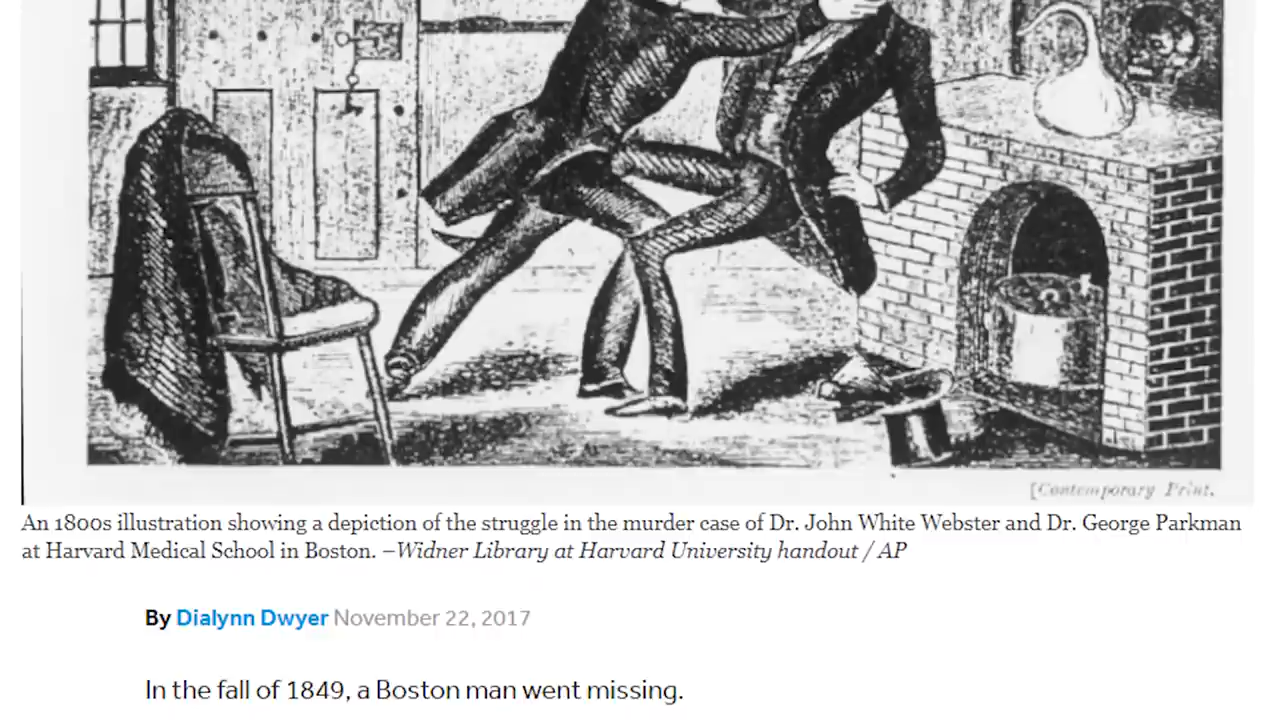 [Contemporary Print.
An 1800s illustration showing a depiction of the struggle in the murder case of Dr. John White Webster and Dr. George Parkman
at Harvard Medical School in Boston. –Widner Library at Harvard University handout / AP
By Dialynn Dwyer November 22, 2017
In the fall of 1849, a Boston man went missing.